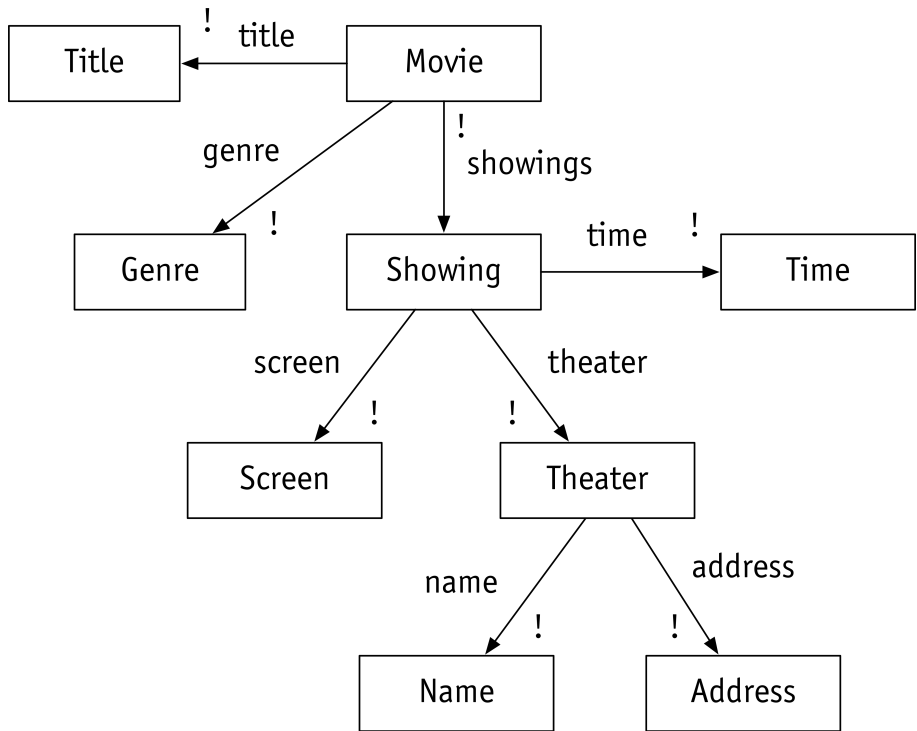 !
title
Title
Movie
!
genre
showings
!
time
!
Genre
Showing
Time
screen
theater
!
!
Screen
Theater
name
address
!
!
Name
Address